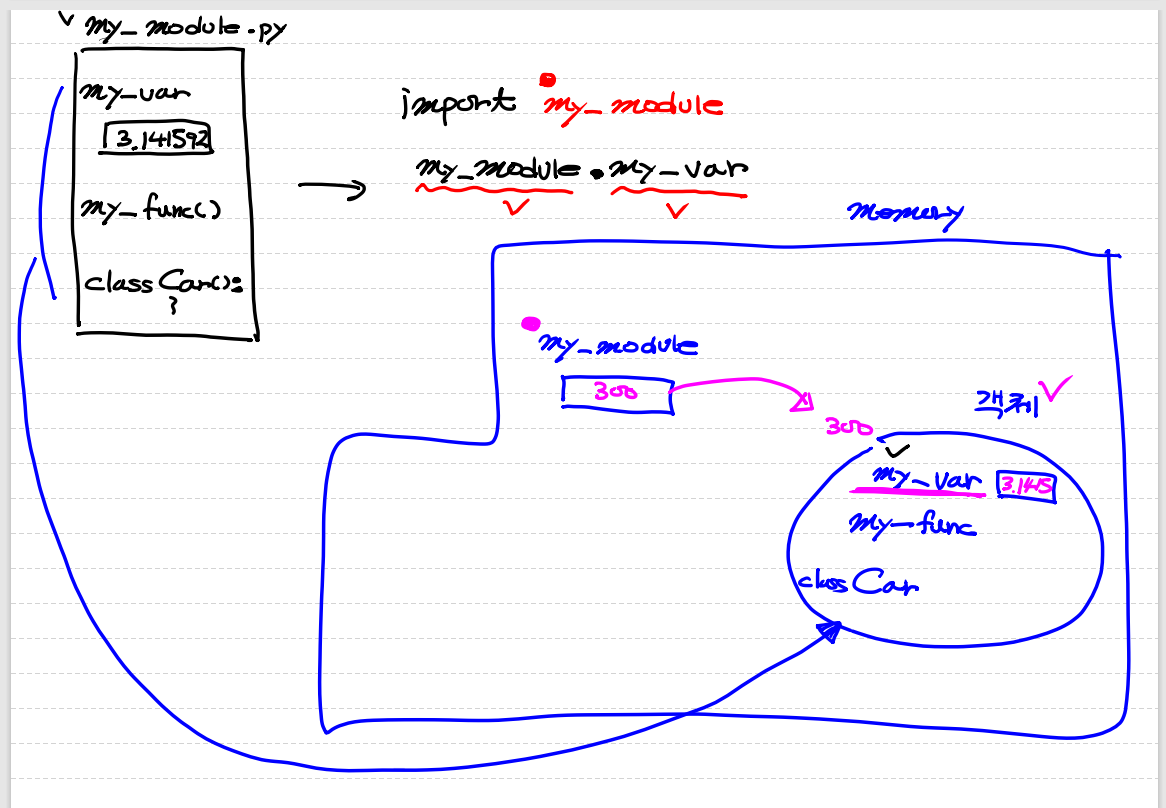 my_module.py
my_var
3.141592
my_func()
class Car():
import my_module
my_module.my_var
memory
my_module
300
300
객체
my_var 3.1415
my_func
class Car